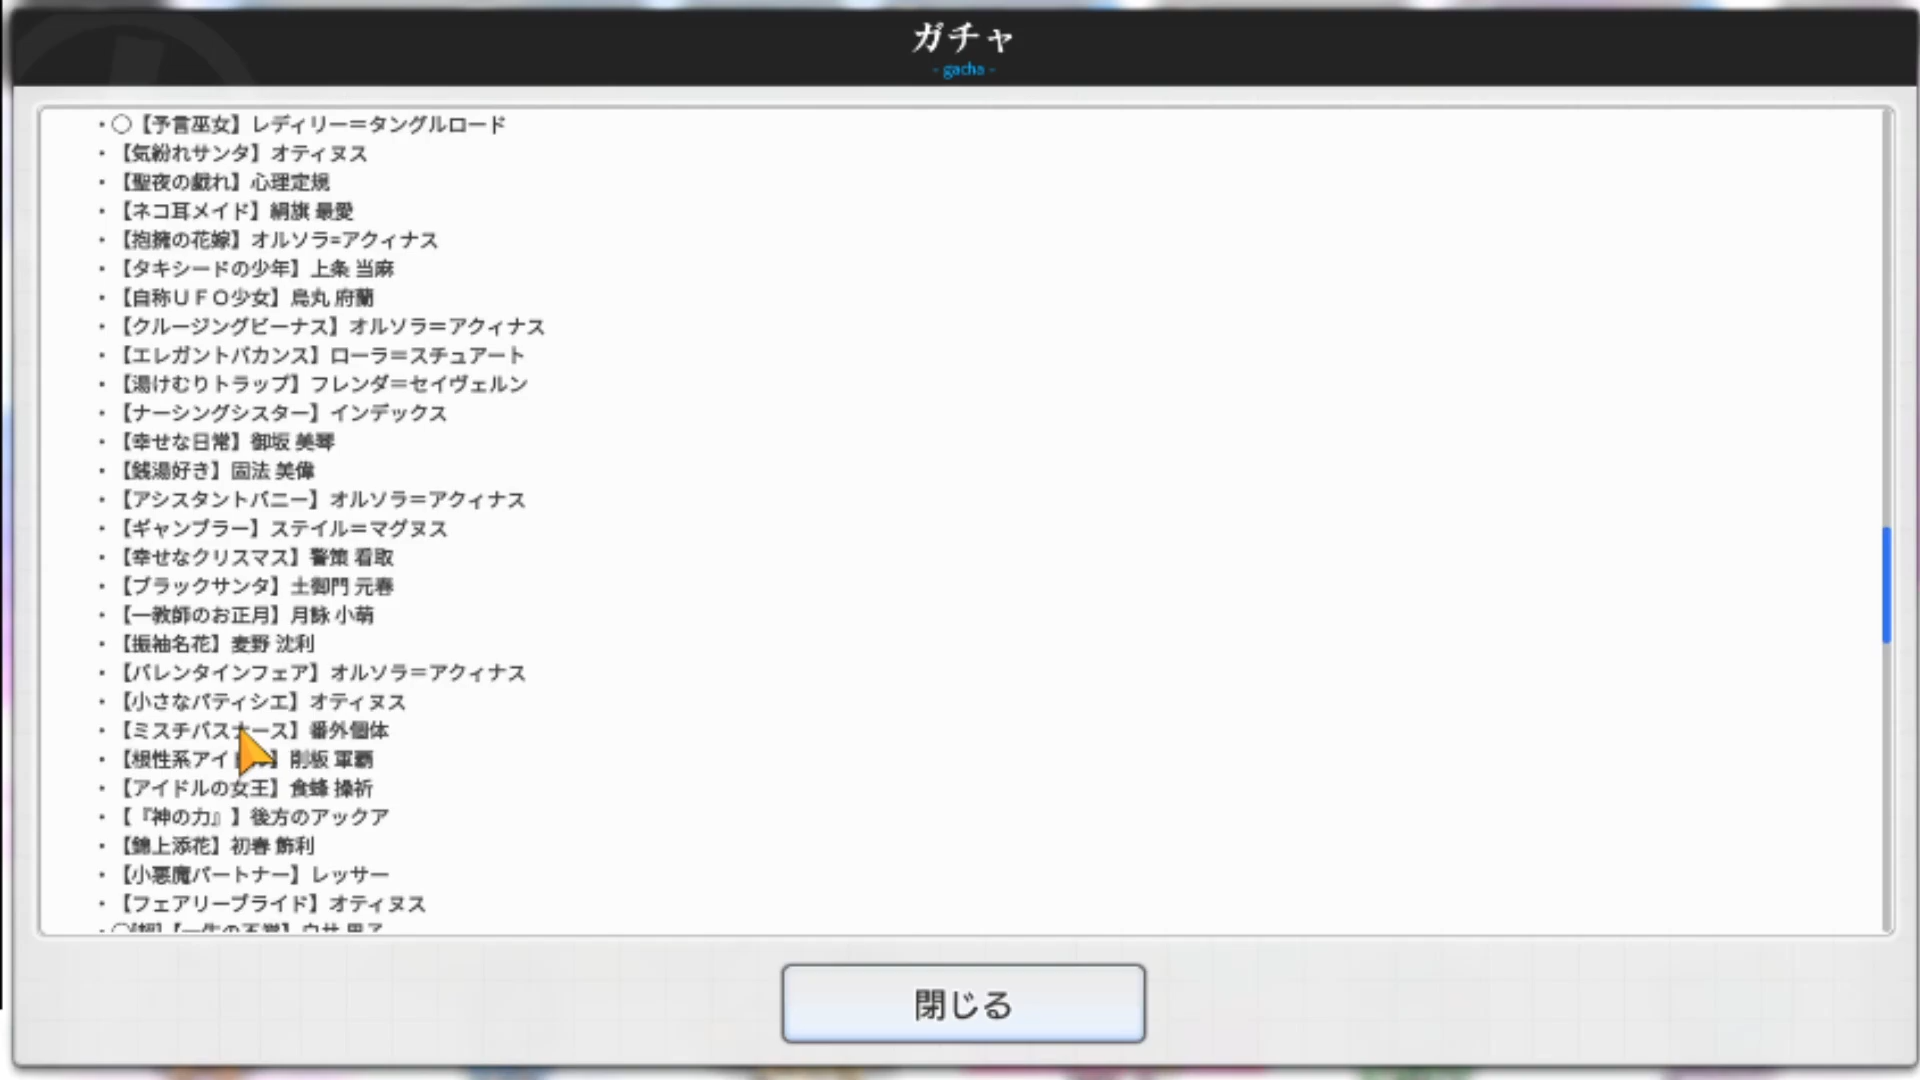 ガチャ
- gacha -
・〇【予言巫女】レディリー＝タングルロード
・【気紛れサンタ】オティヌス
・【聖夜の戯れ】心理定規
・【ネコ耳メイド】絹旗 最愛
・【抱擁の花嫁】オルソラ=アクィナス
・【タキシードの少年】上条 当麻
・【自称ＵＦＯ少女】烏丸 府蘭
・【クルージングビーナス】オルソラ＝アクィナス
・【エレガントバカンス】ローラ＝スチュアート
・【湯けむりトラップ】フレンダ＝セイヴェルン
・【ナーシングシスター】インデックス
・【幸せな日常】御坂 美琴
・【銭湯好き】固法 美偉
・【アシスタントバニー】オルソラ＝アクィナス
・【ギャンブラー】ステイル＝マグヌス
・【幸せなクリスマス】警策 看取
・【ブラックサンタ】土御門 元春
・【一教師のお正月】月詠 小萌
・【振袖名花】麦野 沈利
・【バレンタインフェア】オルソラ＝アクィナス
・【小さなパティシエ】オティヌス
・【ミスチバスナース】番外個体
・【根性系アイ】削板 軍覇
・【アイドルの女王】食蜂 操祈
・【『神の力』】後方のアックア
・【錦上添花】初春 飾利
・【小悪魔パートナー】レッサー
・【フェアリーブライド】オティヌス
閉じる